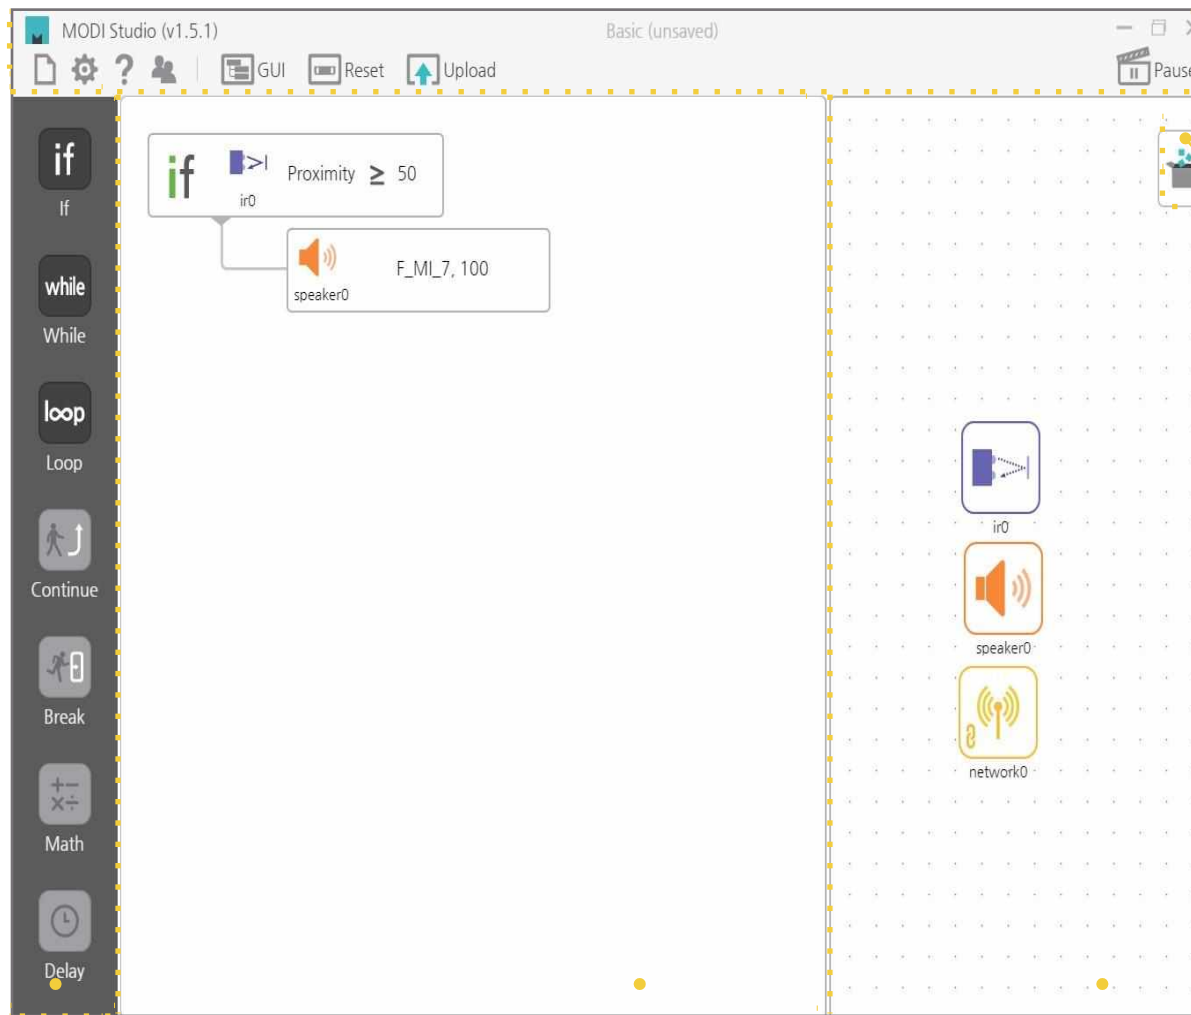 MODI Studio (v1.5.1)
Basic (unsaved)
GUI
Reset
Upload
Pause
if
If
while
While
loop
Loop
Continue
Break
Math
Delay
if
ir0
Proximity ≥ 50
speaker0
F_MI_7, 100
ir0
speaker0
network0